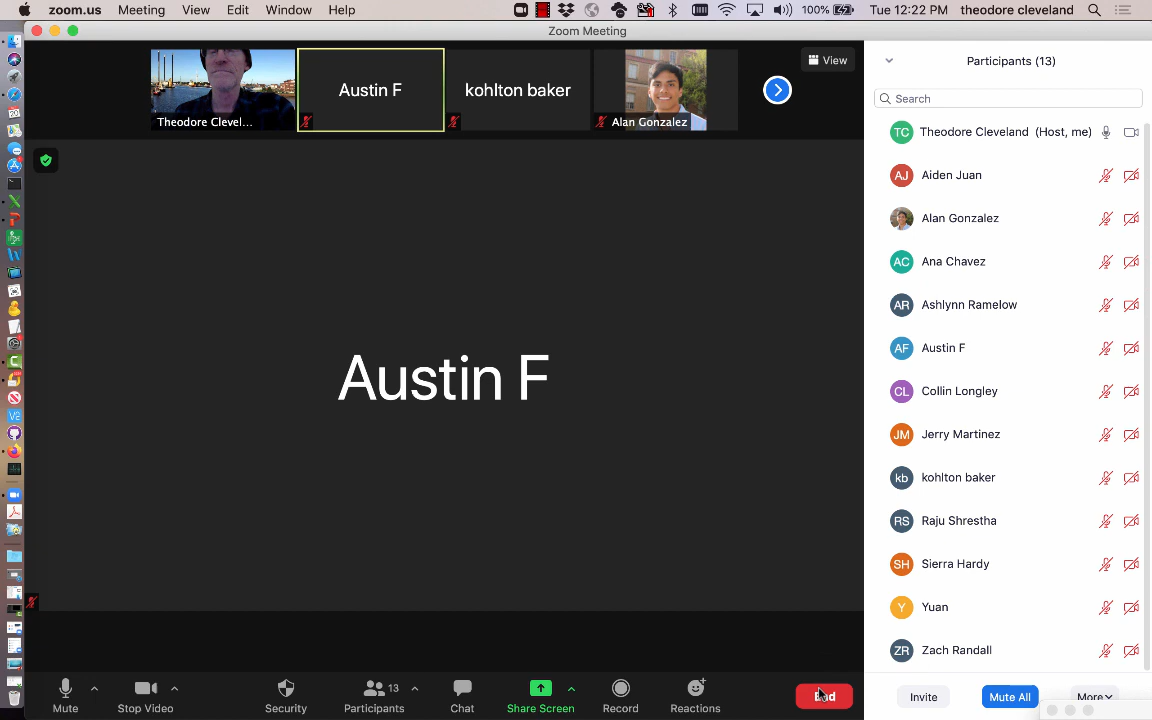 zoom.us Meeting View Edit Window Help 100% Tue 12:22 PM theodore cleveland
Zoom Meeting
Theodore Clevel...
Austin F
kohlton baker
Alan Gonzalez
View
Austin F
Mute
Stop Video
Security
13
Participants
Chat
Share Screen
Record
Reactions
End
Participants (13)
Search
TC Theodore Cleveland (Host, me)
AJ Aiden Juan
Alan Gonzalez
AC Ana Chavez
AR Ashlynn Ramelow
AF Austin F
CL Collin Longley
JM Jerry Martinez
kb kohlton baker
RS Raju Shrestha
SH Sierra Hardy
Y Yuan
ZR Zach Randall
Invite
Mute All
More